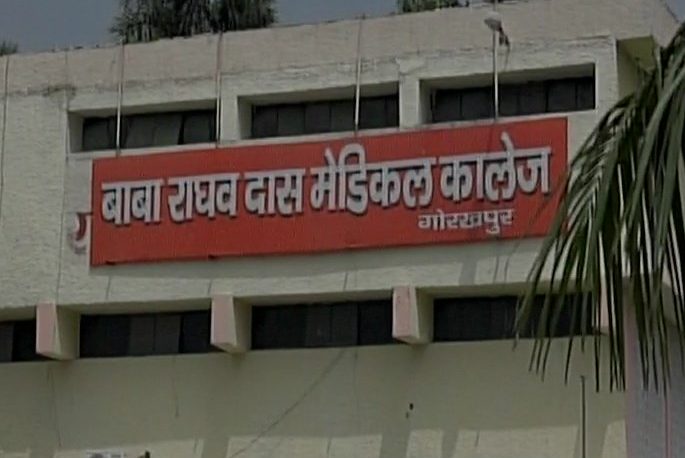 बाबा राघव दास मेडिकल कालेज
गोरखपुर